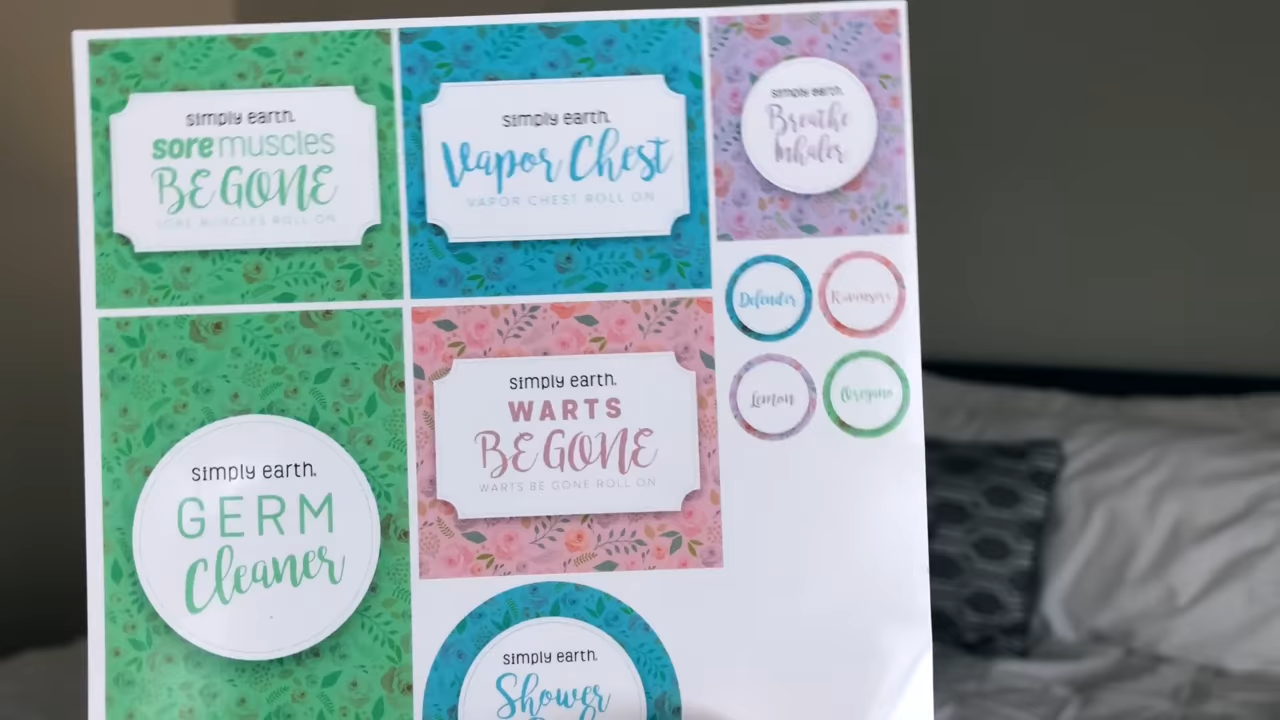 simply earth.
sore muscles
BE GONE
SORE MUSCLES ROLL ON
simply earth.
Vapor Chest
VAPOR CHEST ROLL ON
simply earth.
Breathe
Inhaler
Defender
Ravensara
Lemon
Oregano
simply earth.
GERM
Cleaner
simply earth.
WARTS
BE GONE
WARTS BE GONE ROLL ON
simply earth.
Shower